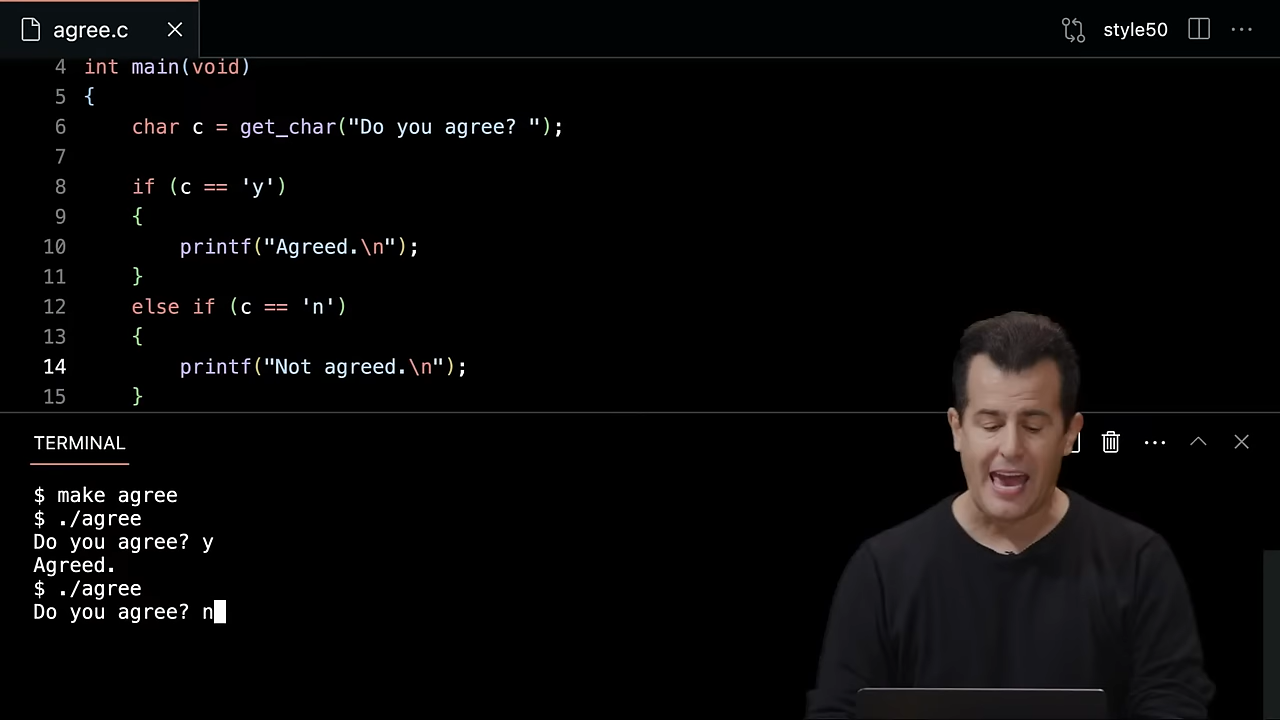 agree.c
style50
4 int main(void)
5 {
6 char c = get_char("Do you agree? ");
7
8 if (c == 'y')
9 {
10 printf("Agreed.\n");
11 }
12 else if (c == 'n')
13 {
14 printf("Not agreed.\n");
15 }
TERMINAL
$ make agree
$ ./agree
Do you agree? y
Agreed.
$ ./agree
Do you agree? n